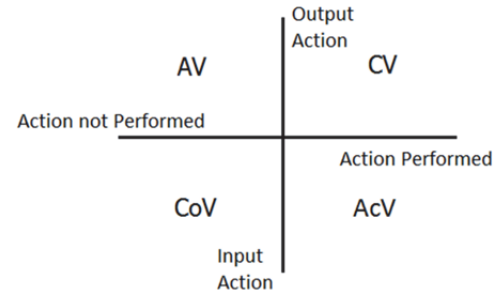 Output
Action
AV
CV
Action not Performed
Action Performed
CoV
AcV
Input
Action